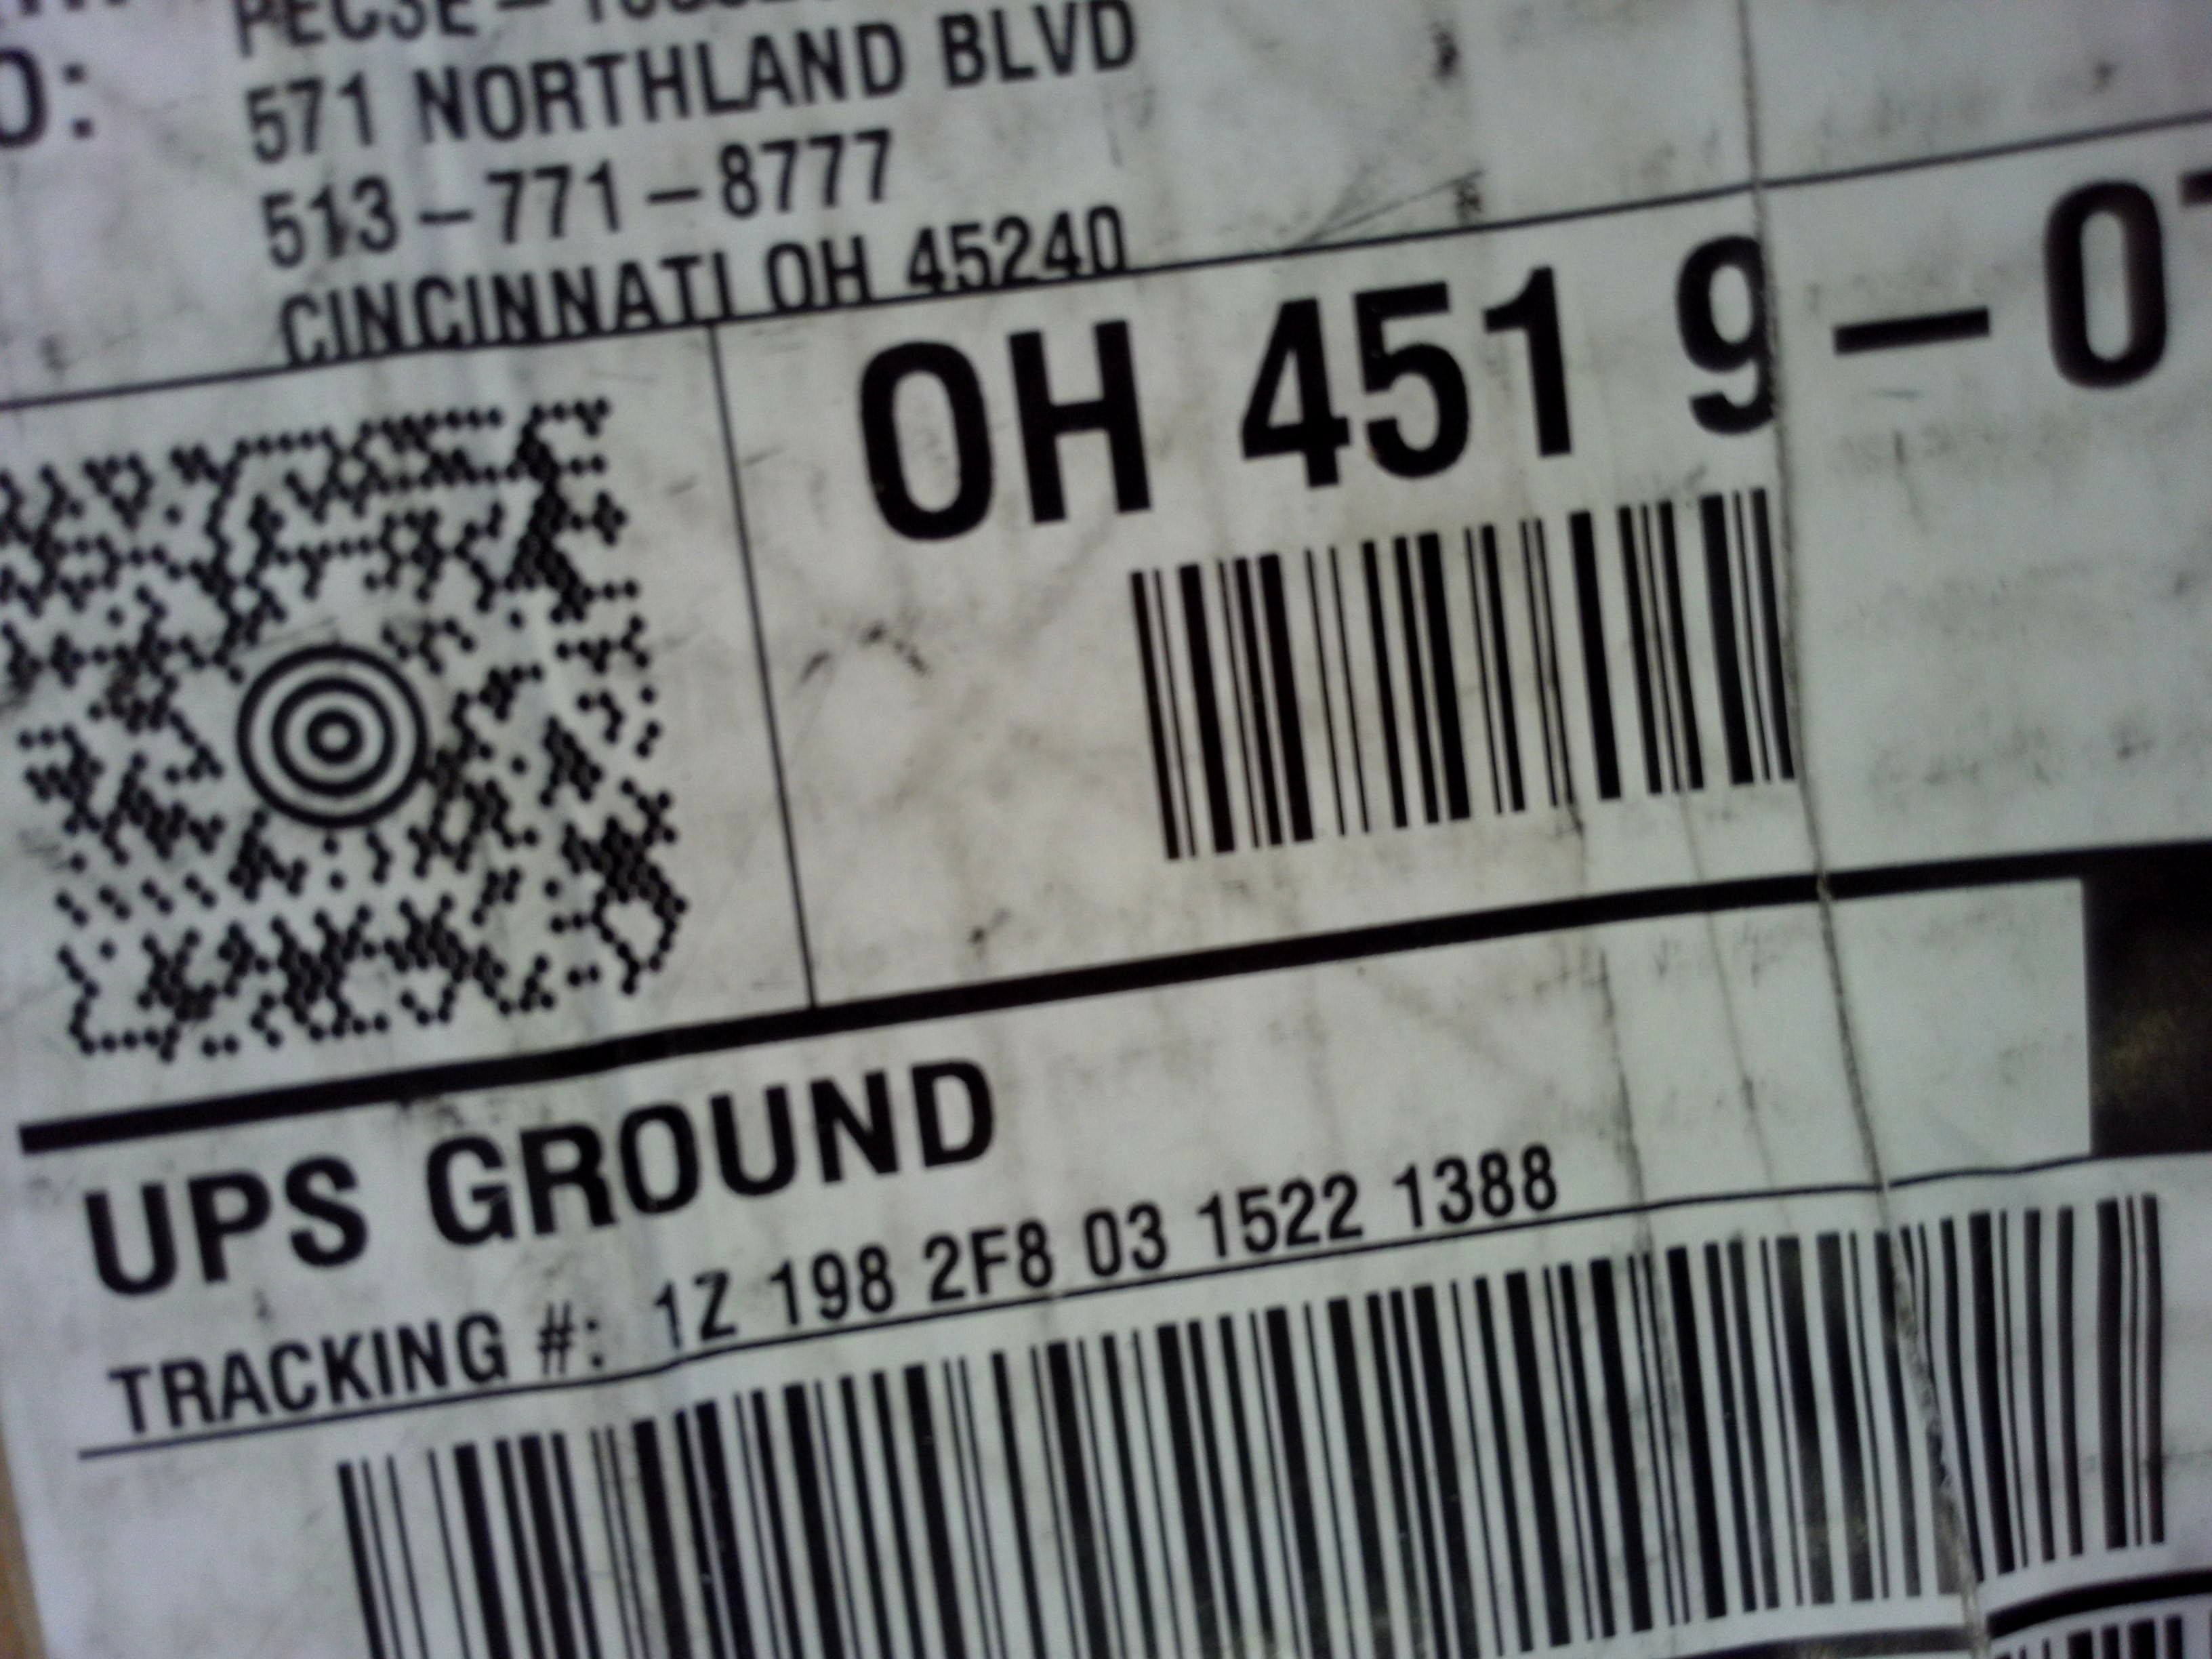 O:
571 NORTHLAND BLVD
513-771-8777
CINCINNATI OH 45240
OH 451 9-0
UPS GROUND
TRACKING #: 1Z 198 2F8 03 1522 1388